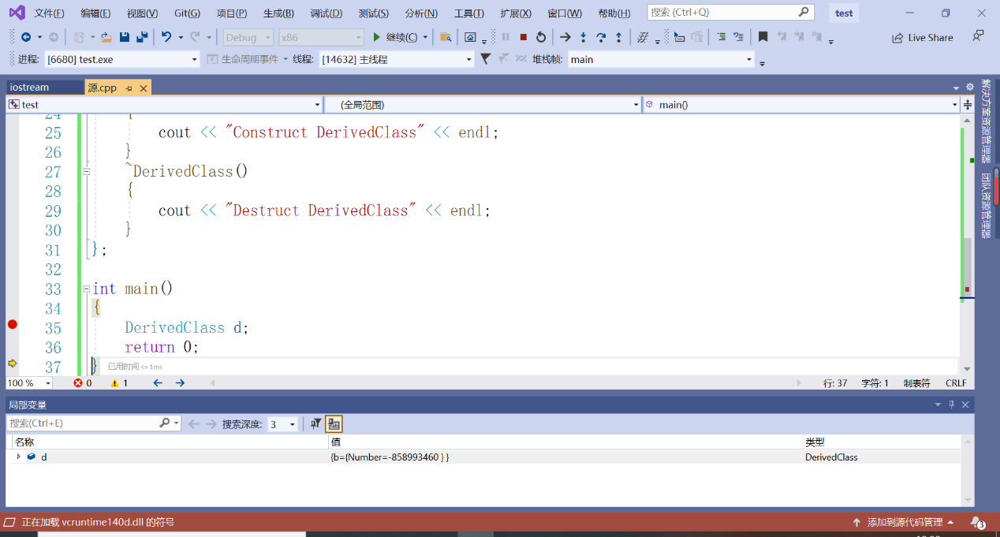 文件(F) 编辑(E) 视图(V) Git(G) 项目(P) 生成(B) 调试(D) 测试(S) 分析(N) 工具(T) 扩展(X) 窗口(W) 帮助(H) 搜索 (Ctrl+Q) test
Debug x86 继续(C) Live Share
进程: [6680] test.exe 生命周期事件 线程: [14632] 主线程 堆栈帧: main
iostream 源.cpp
test (全局范围) main()
24 {
25 cout << "Construct DerivedClass" << endl;
26 }
27 ~DerivedClass()
28 {
29 cout << "Destruct DerivedClass" << endl;
30 }
31 };
32
33 int main()
34 {
35 DerivedClass d;
36 return 0;
37 } 已用时间 <=1ms
100 % 0 1 行: 37 字符: 1 制表符 CRLF
局部变量
搜索(Ctrl+E) 搜索深度: 3
名称 值 类型
d {b={Number=-858993460 } } DerivedClass
正在加载 vcruntime140d.dll 的符号 添加到源代码管理 3
解决方案资源管理器
团队资源管理器